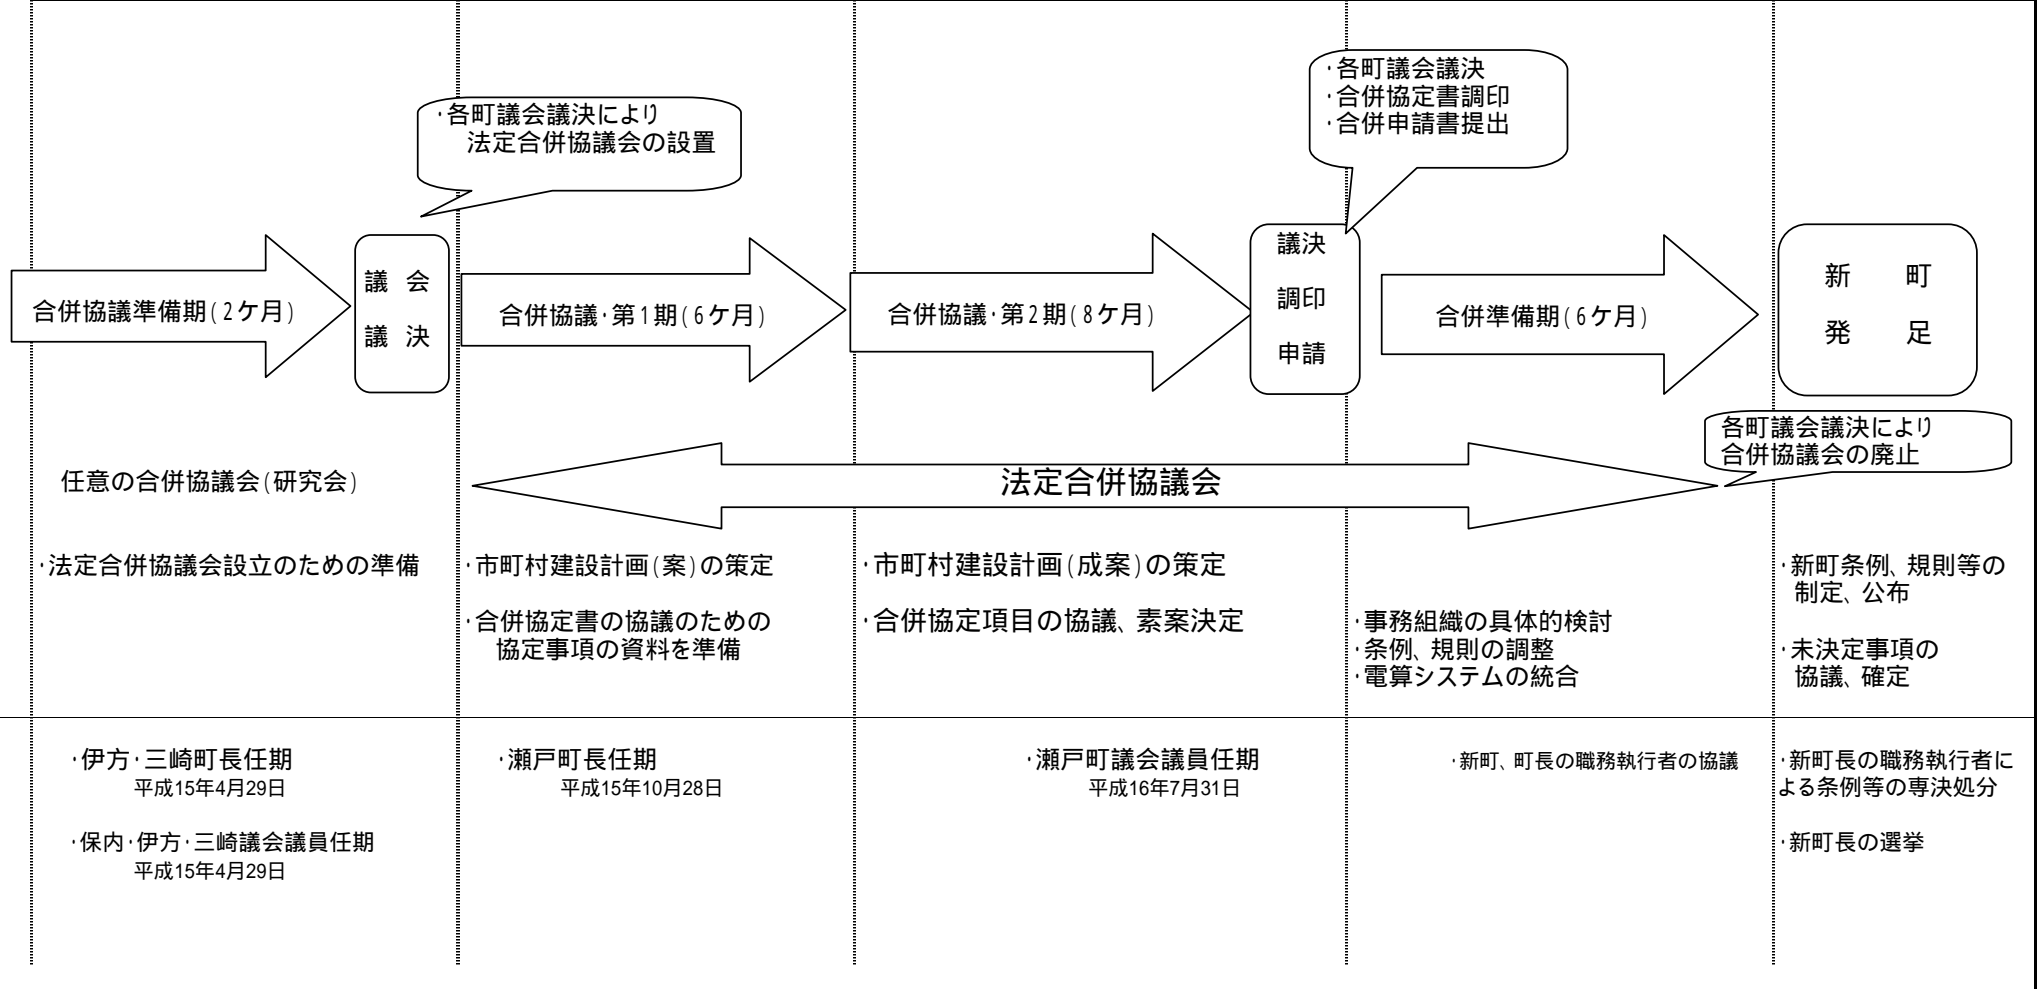 ・各町議会議決により
法定合併協議会の設置
・各町議会議決
・合併協定書調印
・合併申請書提出
合併協議準備期(2ケ月)
議 会
議 決
合併協議・第1期(6ケ月)
合併協議・第2期(8ケ月)
議決
調印
申請
合併準備期(6ケ月)
新 町
発 足
任意の合併協議会(研究会)
法定合併協議会
各町議会議決により
合併協議会の廃止
・法定合併協議会設立のための準備
・市町村建設計画(案)の策定
・合併協定書の協議のための
協定事項の資料を準備
・市町村建設計画(成案)の策定
・合併協定項目の協議、素案決定
・事務組織の具体的検討
・条例、規則の調整
・電算システムの統合
・新町条例、規則等の
制定、公布
・未決定事項の
協議、確定
・伊方・三崎町長任期
平成15年4月29日
・保内・伊方・三崎議会議員任期
平成15年4月29日
・瀬戸町長任期
平成15年10月28日
・瀬戸町議会議員任期
平成16年7月31日
・新町、町長の職務執行者の協議
・新町長の職務執行者に
よる条例等の専決処分
・新町長の選挙